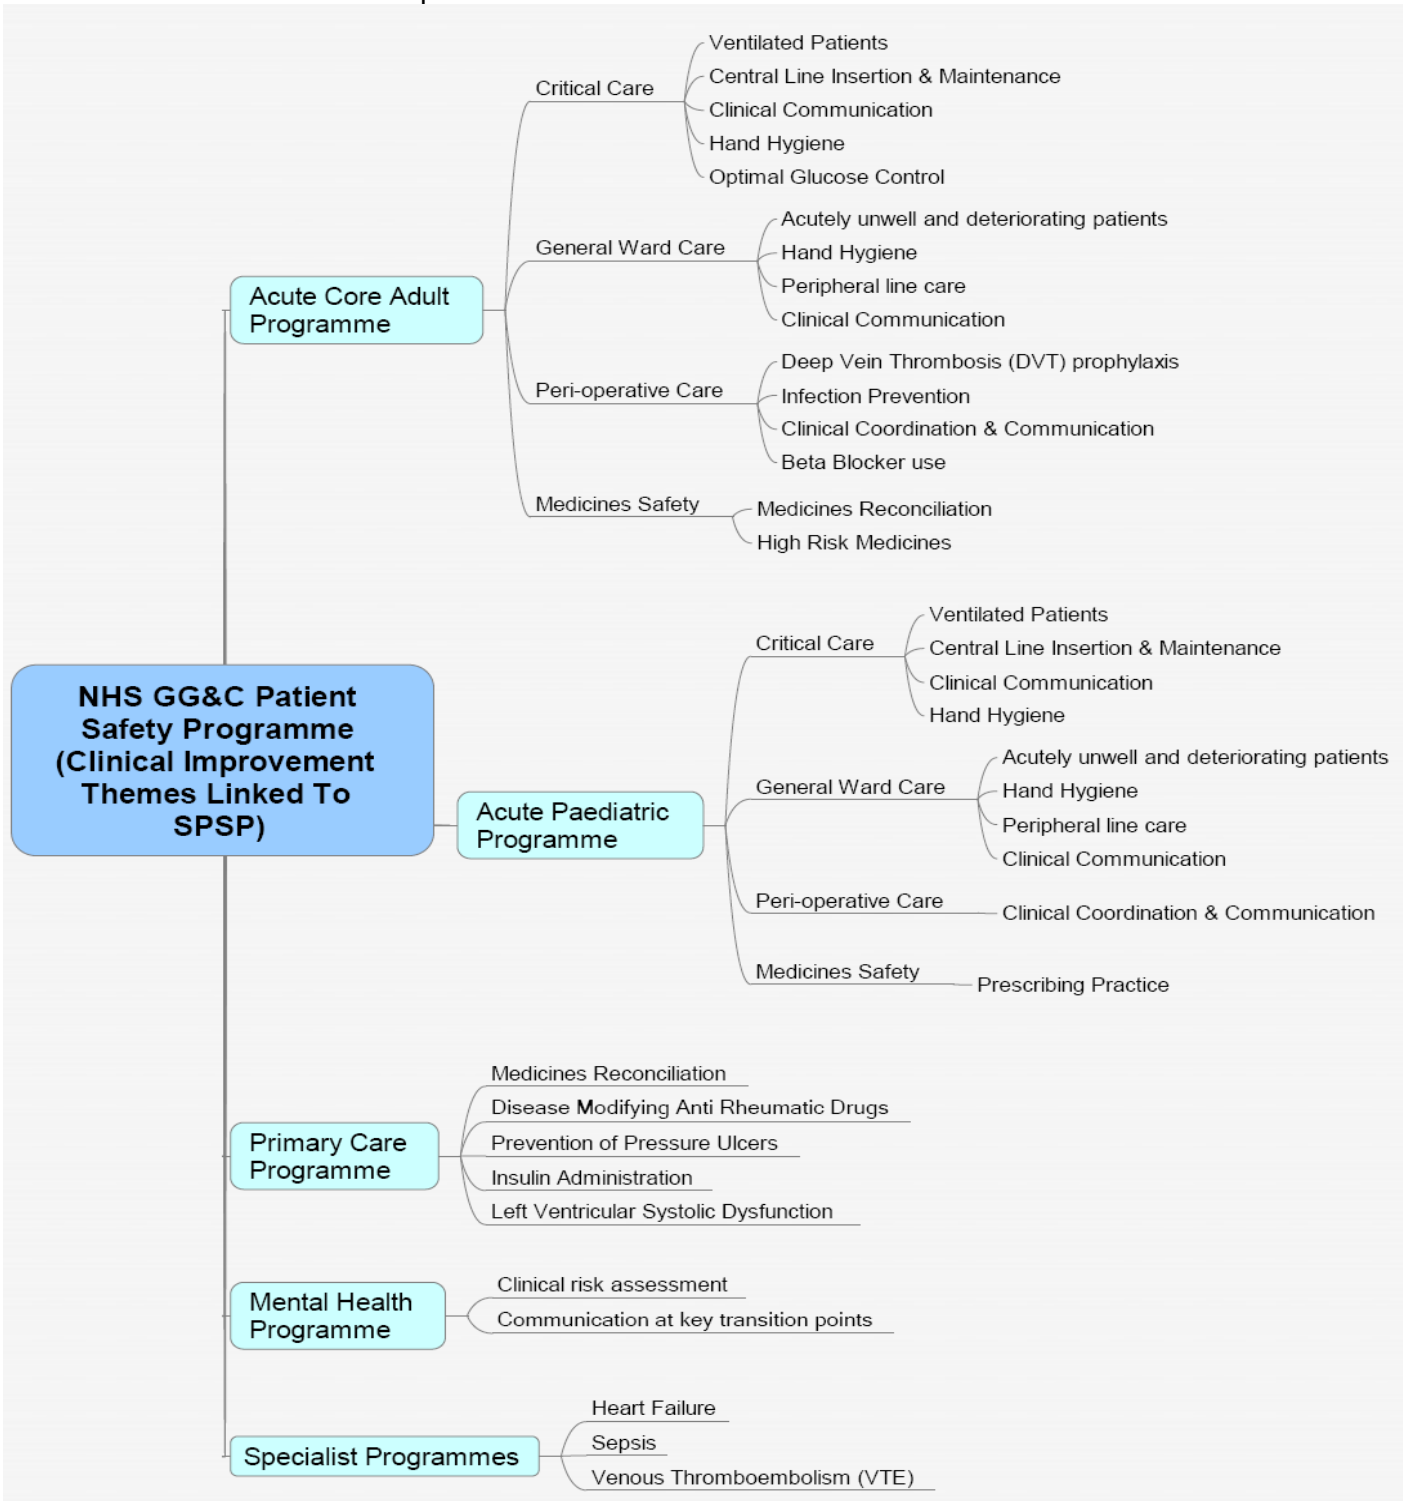 Ventilated Patients
Critical Care
Central Line Insertion & Maintenance
Clinical Communication
Hand Hygiene
Optimal Glucose Control
Acutely unwell and deteriorating patients
General Ward Care
Hand Hygiene
Peripheral line care
Clinical Communication
Acute Core Adult
Programme
Deep Vein Thrombosis (DVT) prophylaxis
Peri-operative Care
Infection Prevention
Clinical Coordination & Communication
Beta Blocker use
Medicines Safety
Medicines Reconciliation
High Risk Medicines
NHS GG&C Patient
Safety Programme
(Clinical Improvement
Themes Linked To
SPSP)
Acute Paediatric
Programme
Critical Care
Ventilated Patients
Central Line Insertion & Maintenance
Clinical Communication
Hand Hygiene
General Ward Care
Acutely unwell and deteriorating patients
Hand Hygiene
Peripheral line care
Clinical Communication
Peri-operative Care
Clinical Coordination & Communication
Medicines Safety
Prescribing Practice
Primary Care
Programme
Medicines Reconciliation
Disease Modifying Anti Rheumatic Drugs
Prevention of Pressure Ulcers
Insulin Administration
Left Ventricular Systolic Dysfunction
Mental Health
Programme
Clinical risk assessment
Communication at key transition points
Specialist Programmes
Heart Failure
Sepsis
Venous Thromboembolism (VTE)